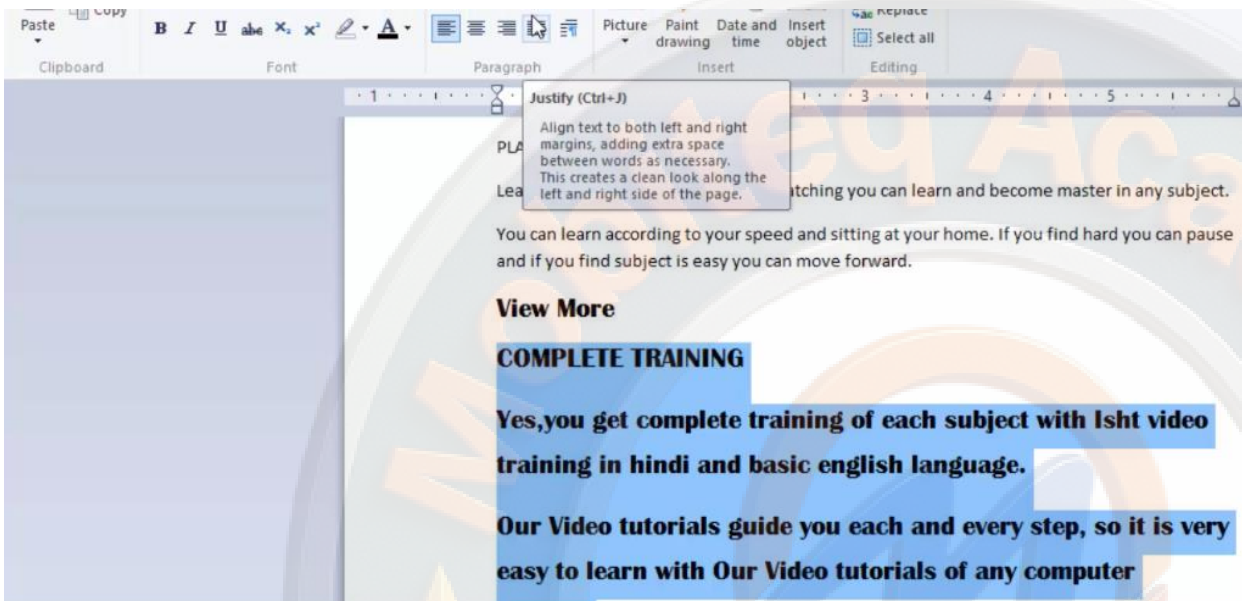 Copy
Replace
Paste
B I U abc X₂ X² A
Picture Paint Date and Insert
drawing time object
Select all
Clipboard Font Paragraph Insert Editing
1 3 4 5
Justify (Ctrl+J)
Align text to both left and right
margins, adding extra space
between words as necessary.
This creates a clean look along the
left and right side of the page.
PLA
Lea atching you can learn and become master in any subject.
You can learn according to your speed and sitting at your home. If you find hard you can pause
and if you find subject is easy you can move forward.
View More
COMPLETE TRAINING
Yes,you get complete training of each subject with Isht video
training in hindi and basic english language.
Our Video tutorials guide you each and every step, so it is very
easy to learn with Our Video tutorials of any computer
Mobiteq Aca